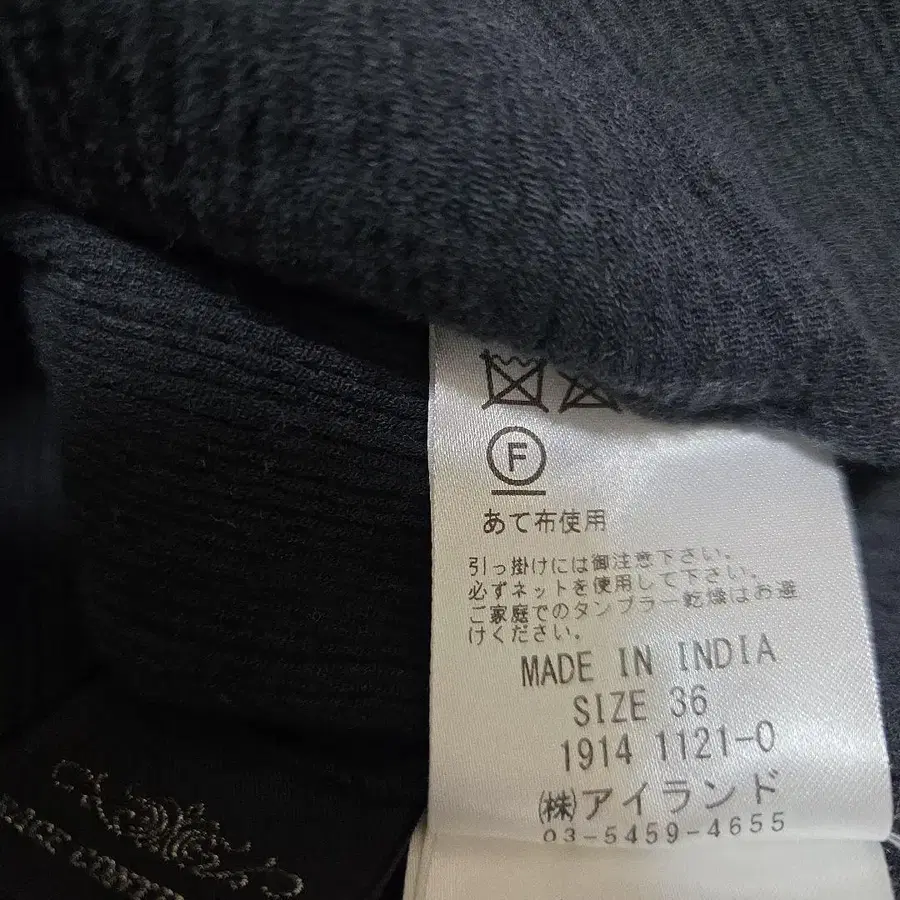 F
あて布使用
引っ掛けには御注意下さい。
必ずネットを使用して下さい。
ご家庭でのタンブラー乾燥はお避
けください。
MADE IN INDIA
SIZE 36
1914 1121-0
㈱アイランド
03-5459-4655